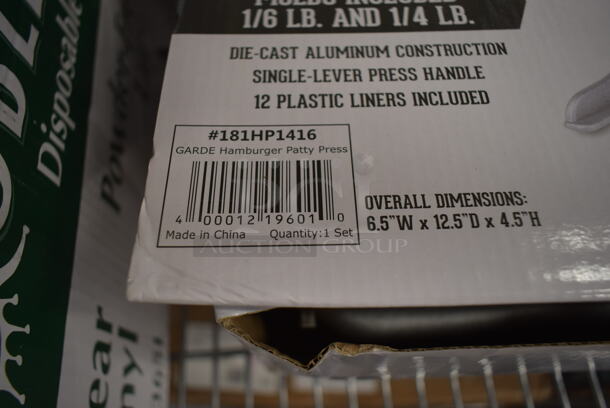 MOLDS INCLUDED
1/6 LB. AND 1/4 LB.
DIE-CAST ALUMINUM CONSTRUCTION
SINGLE-LEVER PRESS HANDLE
12 PLASTIC LINERS INCLUDED
#181HP1416
GARDE Hamburger Patty Press
4 00012 19601 0
Made in China Quantity:1 Set
OVERALL DIMENSIONS:
6.5"W x 12.5"D x 4.5"H
AUCTION GROUP
Disposable